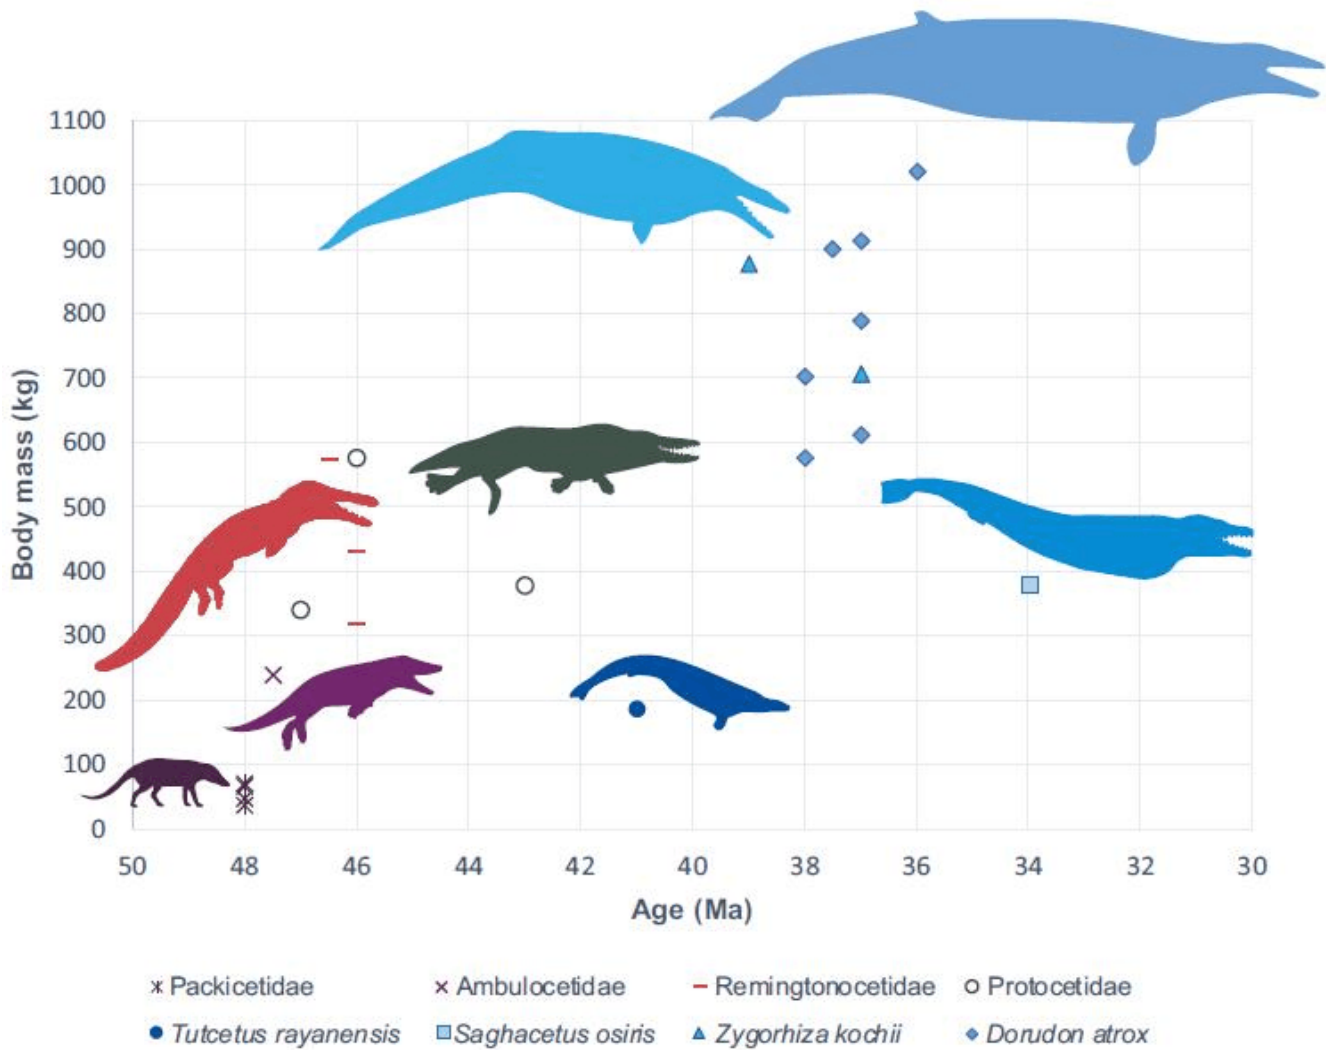 1100
1000
900
800
700
600
500
400
300
200
100
0
Body mass (kg)
50 48 46 44 42 40 38 36 34 32 30
Age (Ma)
Packicetidae Ambulocetidae Remingtonocetidae Protocetidae
Tutcetus rayanensis Saghacetus osiris Zygorhiza kochii Dorudon atrox